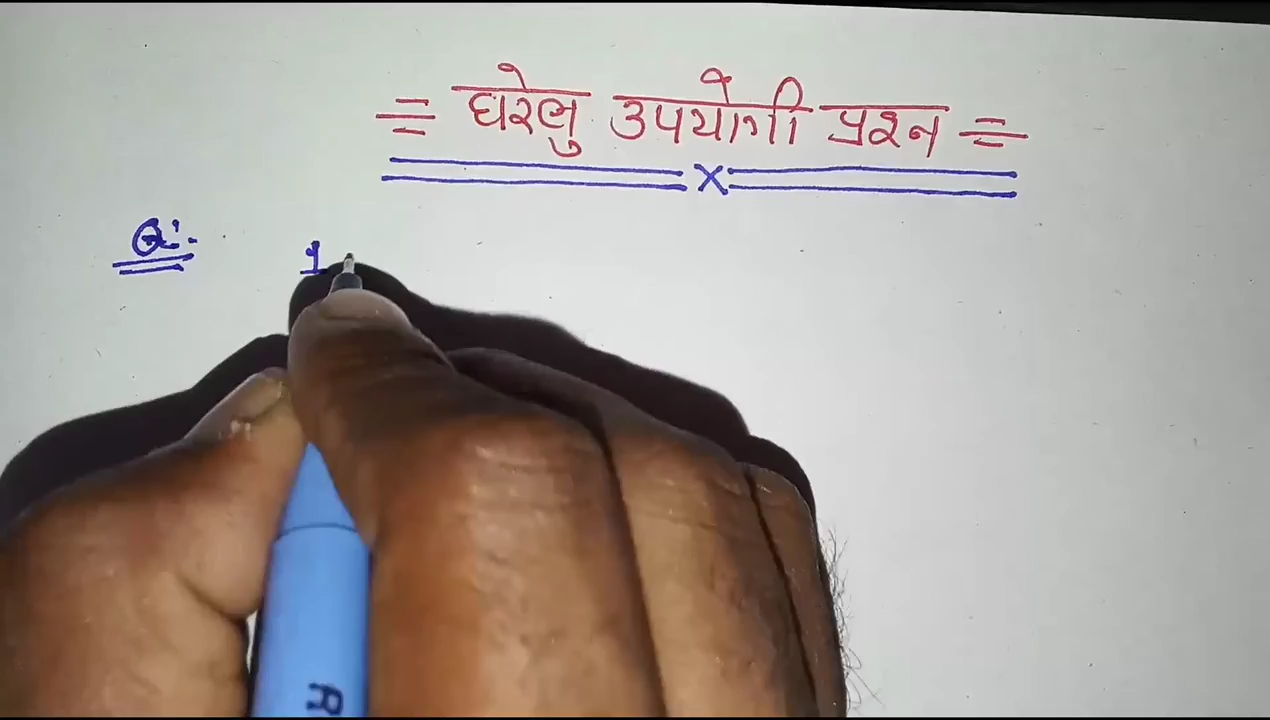 = घरेलु उपयोगी प्रश्न =
x
Q:- 1
R